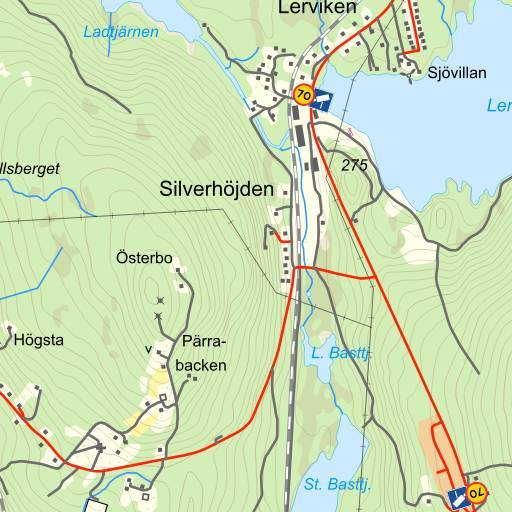 Lerviken
Ladtjärnen
Sjövillan
70
Ler
llsberget
275
Silverhöjden
Österbo
Högsta
Pärra-
backen
L. Basttj.
St. Basttj.
70